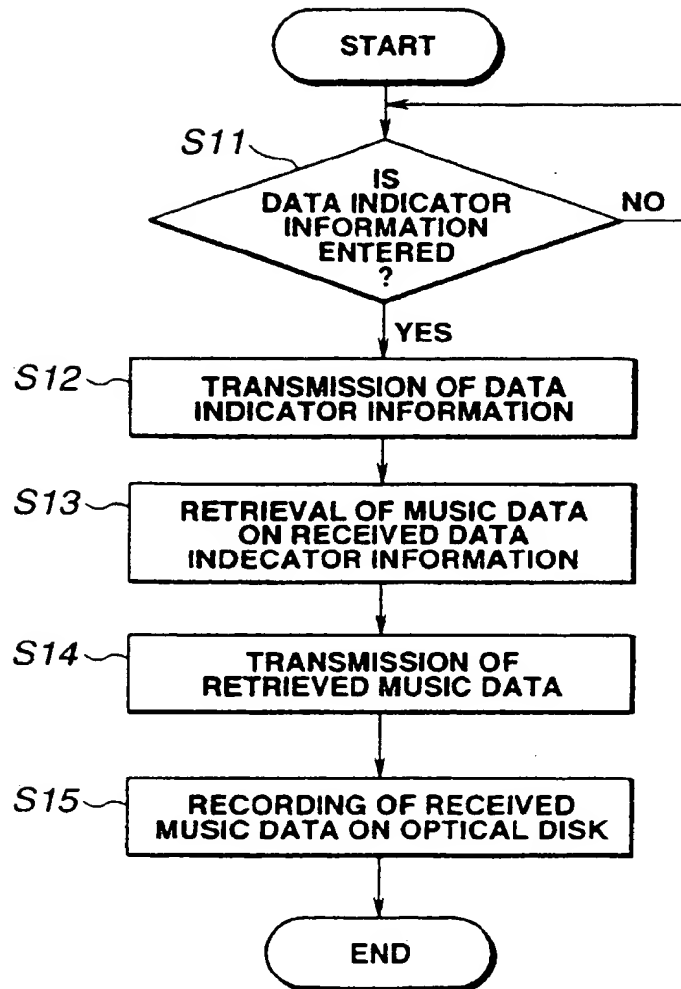 START
S11
IS
DATA INDICATOR
INFORMATION
ENTERED
?
NO
YES
S12
TRANSMISSION OF DATA
INDICATOR INFORMATION
S13
RETRIEVAL OF MUSIC DATA
ON RECEIVED DATA
INDECATOR INFORMATION
S14
TRANSMISSION OF
RETRIEVED MUSIC DATA
S15
RECORDING OF RECEIVED
MUSIC DATA ON OPTICAL DISK
END